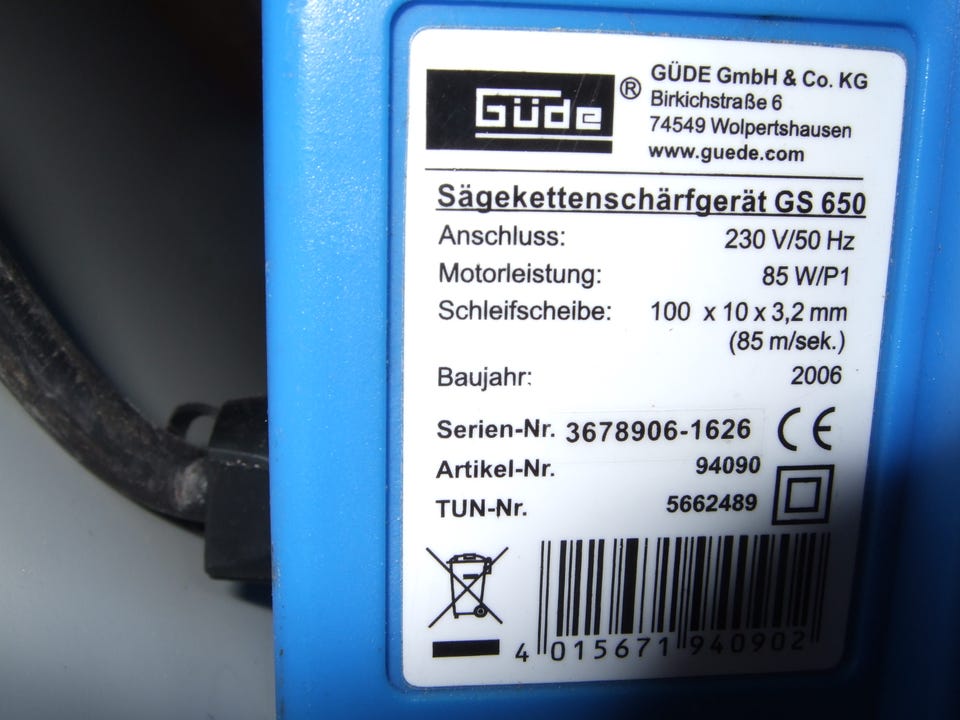 Güde ®
GÜDE GmbH & Co. KG
Birkichstraße 6
74549 Wolpertshausen
www.guede.com
Sägekettenschärfgerät GS 650
Anschluss: 230 V/50 Hz
Motorleistung: 85 W/P1
Schleifscheibe: 100 x 10 x 3,2 mm
(85 m/sek.)
Baujahr: 2006
Serien-Nr. 3678906-1626 CE
Artikel-Nr. 94090
TUN-Nr. 5662489
4 015671 940902